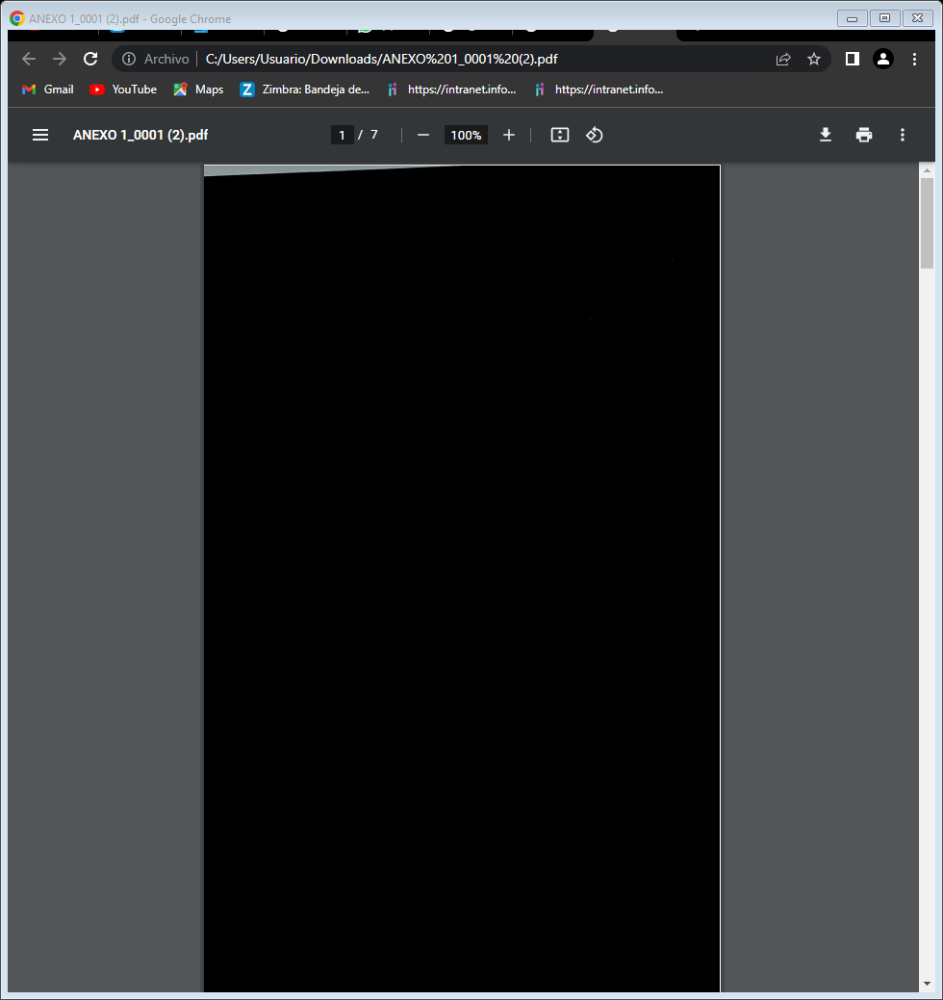 ANEXO 1_0001 (2).pdf - Google Chrome
Archivo C:/Users/Usuario/Downloads/ANEXO%201_0001%20(2).pdf
Gmail YouTube Maps Zimbra: Bandeja de... https://intranet.info... https://intranet.info...
ANEXO 1_0001 (2).pdf 1 / 7 100%